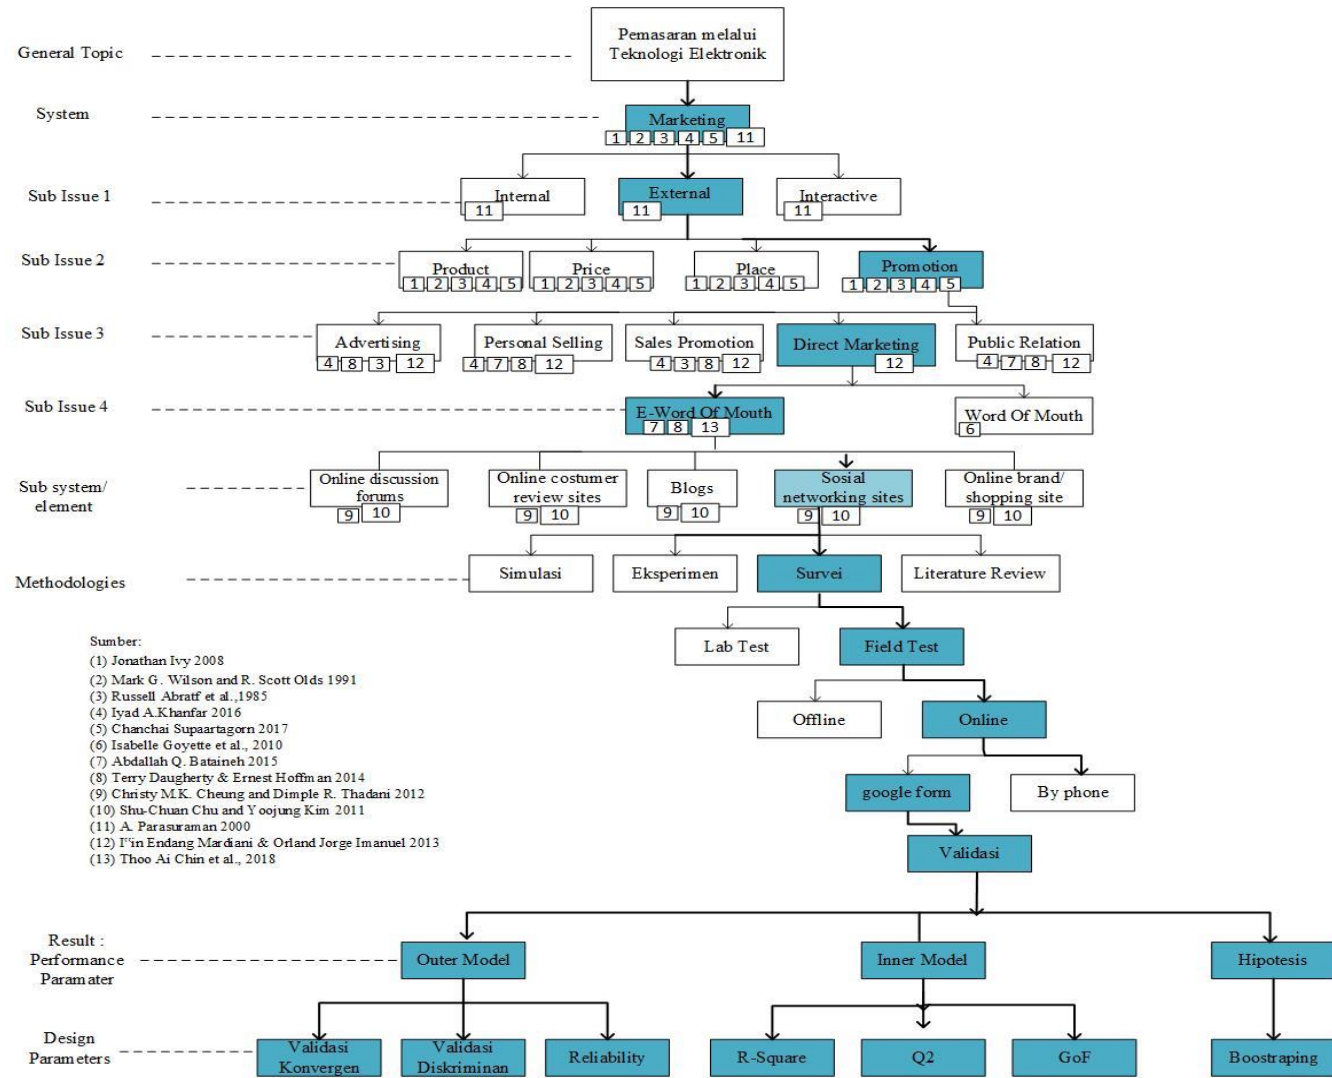 Pemasaran melalui
Teknologi Elektronik
General Topic
System
Marketing
1 2 3 4 5 11
Sub Issue 1
Internal
11
External
11
Interactive
11
Sub Issue 2
Product
1 2 3 4 5
Price
1 2 3 4 5
Place
1 2 3 4 5
Promotion
1 2 3 4 5
Sub Issue 3
Advertising
4 8 3 12
Personal Selling
4 7 8 12
Sales Promotion
4 3 8 12
Direct Marketing
12
Public Relation
4 7 8 12
Sub Issue 4
E-Word Of Mouth
7 8 13
Word Of Mouth
6
Sub system/
element
Online discussion
forums
9 10
Online costumer
review sites
9 10
Blogs
9 10
Sosial
networking sites
9 10
Online brand/
shopping site
9 10
Methodologies
Simulasi
Eksperimen
Survei
Literature Review
Lab Test
Field Test
Offline
Online
google form
By phone
Validasi
Sumber:
(1) Jonathan Ivy 2008
(2) Mark G. Wilson and R. Scott Olds 1991
(3) Russell Abratf et al.,1985
(4) Iyad A.Khanfar 2016
(5) Chanchai Supaartagorn 2017
(6) Isabelle Goyette et al., 2010
(7) Abdallah Q. Bataineh 2015
(8) Terry Daugherty & Ernest Hoffman 2014
(9) Christy M.K. Cheung and Dimple R. Thadani 2012
(10) Shu-Chuan Chu and Yoojung Kim 2011
(11) A. Parasuraman 2000
(12) I"in Endang Mardiani & Orland Jorge Imanuel 2013
(13) Thoo Ai Chin et al., 2018
Result :
Performance
Paramater
Outer Model
Inner Model
Hipotesis
Design
Parameters
Validasi
Konvergen
Validasi
Diskriminan
Reliability
R-Square
Q2
GoF
Boostraping